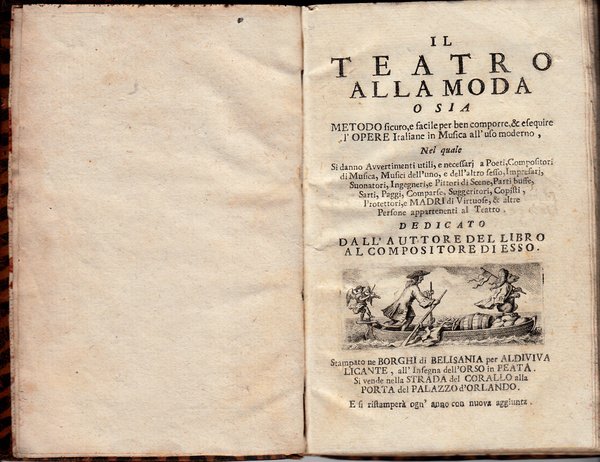 IL
TEATRO
ALLA MODA
O SIA
METODO sicuro, e facile per ben comporre, & esequire
l'OPERE Italiane in Musica all'uso moderno,
Nel quale
Si danno Avvertimenti utili, e necessarj a Poeti, Compositori
di Musica, Musici dell'uno, e dell'altro sesso, Impresarj,
Suonatori, Ingegneri, e Pittori di Scene, Parti buffe,
Sarti, Paggi, Comparse, Suggeritori, Copisti,
Protettori, e MADRI di Virtuose, & altre
Persone appartenenti al Teatro.
DEDICATO
DALL'AUTTORE DEL LIBRO
AL COMPOSITORE DI ESSO.
Stampato ne BORGHI di BELISANIA per ALDIVIVA
LICANTE, all'Insegna dell'ORSO in PEATA.
Si vende nella STRADA del CORALLO alla
PORTA del PALAZZO d'ORLANDO.
E si ristamperà ogn'anno con nuova aggiunta.